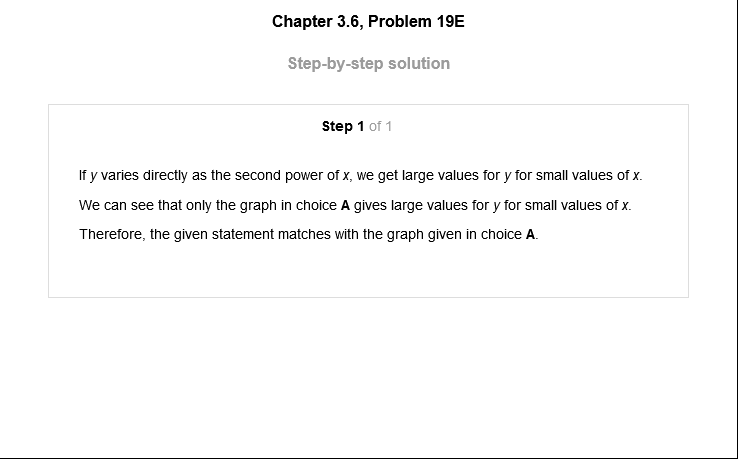 Chapter 3.6, Problem 19E
Step-by-step solution
Step 1 of 1
If y varies directly as the second power of x, we get large values for y for small values of x.
We can see that only the graph in choice A gives large values for y for small values of x.
Therefore, the given statement matches with the graph given in choice A.